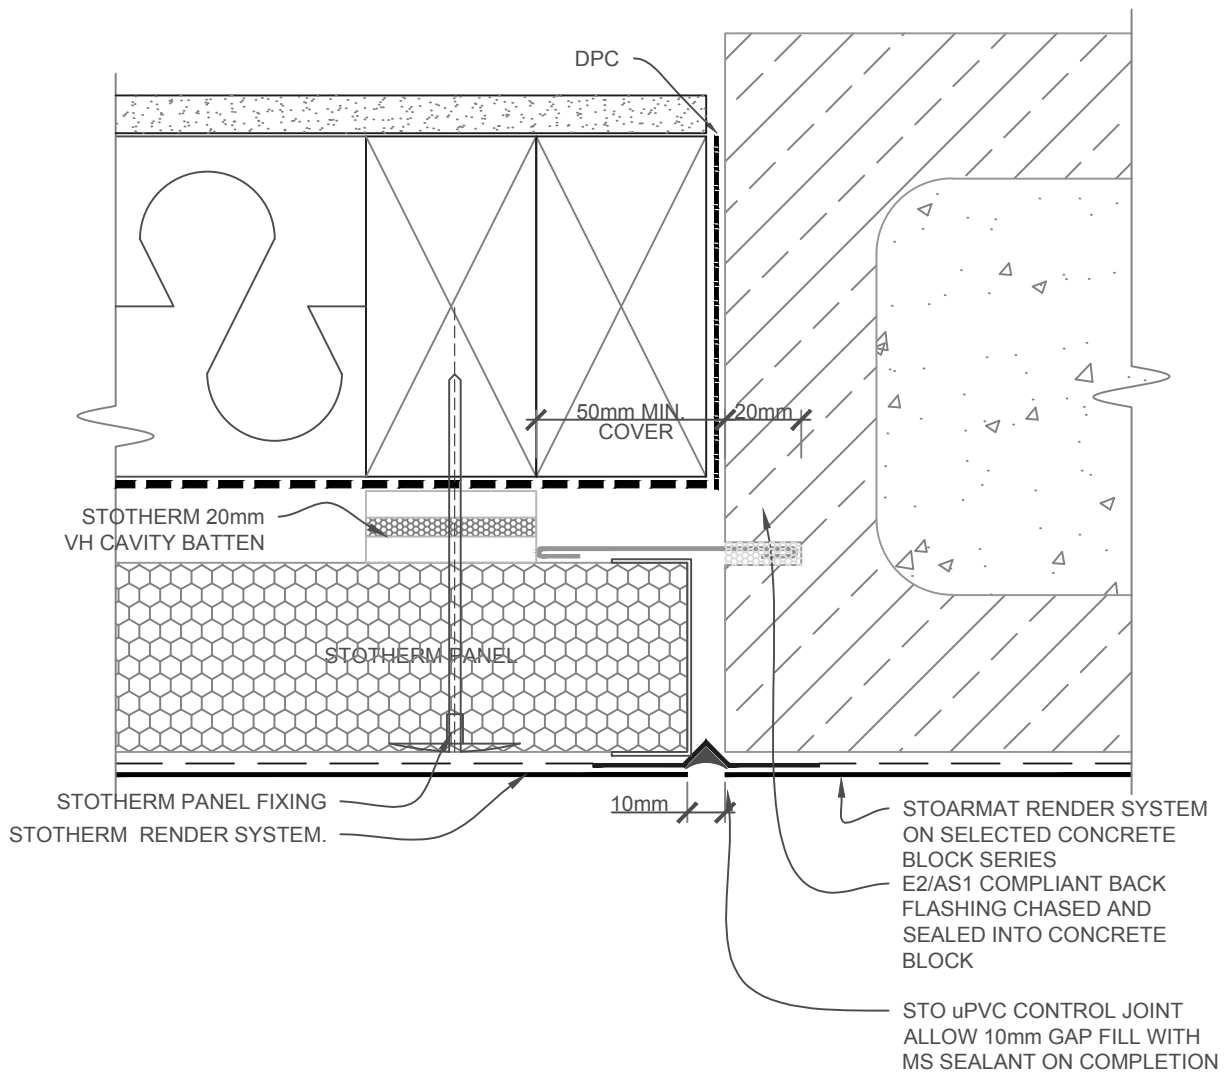 DPC
50mm MIN.
COVER
20mm
STOTHERM 20mm
VH CAVITY BATTEN
STOTHERM PANEL
STOTHERM PANEL FIXING
STOTHERM RENDER SYSTEM.
10mm
STOARMAT RENDER SYSTEM
ON SELECTED CONCRETE
BLOCK SERIES
E2/AS1 COMPLIANT BACK
FLASHING CHASED AND
SEALED INTO CONCRETE
BLOCK
STO uPVC CONTROL JOINT
ALLOW 10mm GAP FILL WITH
MS SEALANT ON COMPLETION